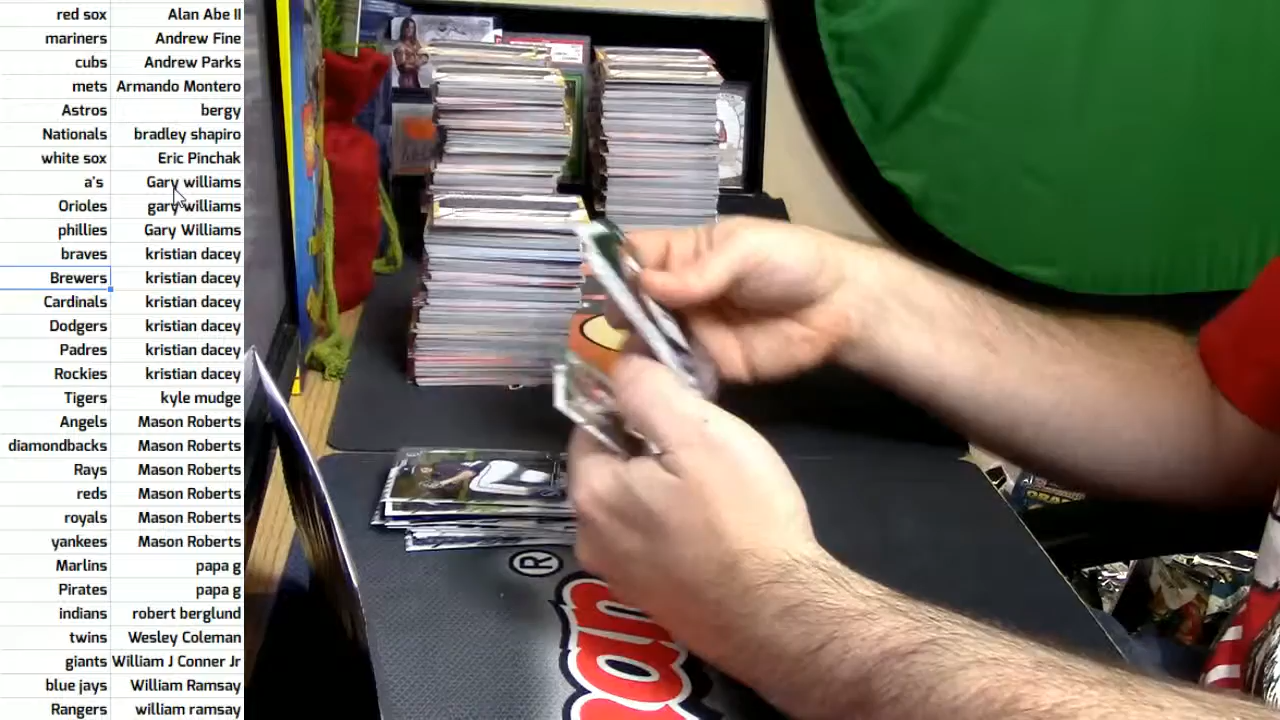 red sox Alan Abe II
mariners Andrew Fine
cubs Andrew Parks
mets Armando Montero
Astros bergy
Nationals bradley shapiro
white sox Eric Pinchak
a's Gary williams
Orioles gary williams
phillies Gary Williams
braves kristian dacey
Brewers kristian dacey
Cardinals kristian dacey
Dodgers kristian dacey
Padres kristian dacey
Rockies kristian dacey
Tigers kyle mudge
Angels Mason Roberts
diamondbacks Mason Roberts
Rays Mason Roberts
reds Mason Roberts
royals Mason Roberts
yankees Mason Roberts
Marlins papa g
Pirates papa g
indians robert berglund
twins Wesley Coleman
giants William J Conner Jr
blue jays William Ramsay
Rangers william ramsay
®